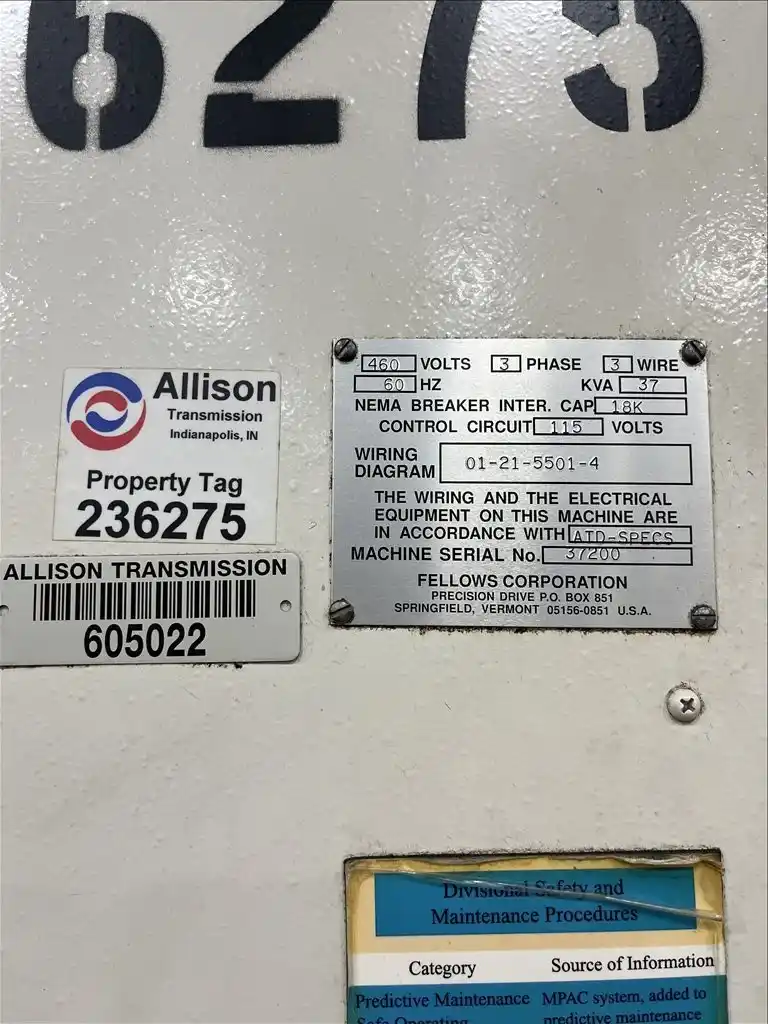 6275
Allison
Transmission
Indianapolis, IN
Property Tag
236275
ALLISON TRANSMISSION
605022
460 VOLTS 3 PHASE 3 WIRE
60 HZ KVA 37
NEMA BREAKER INTER. CAP 18K
CONTROL CIRCUIT 115 VOLTS
WIRING
DIAGRAM 01-21-5501-4
THE WIRING AND THE ELECTRICAL
EQUIPMENT ON THIS MACHINE ARE
IN ACCORDANCE WITH ATD-SPECS
MACHINE SERIAL No. 37200
FELLOWS CORPORATION
PRECISION DRIVE P.O. BOX 851
SPRINGFIELD, VERMONT 05156-0851 U.S.A.
Divisional Safety and
Maintenance Procedures
Category Source of Information
Predictive Maintenance MPAC system, added to
Safe Operating predictive maintenance